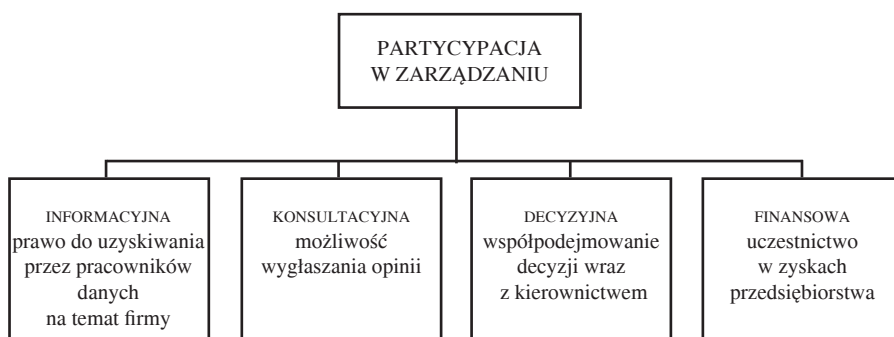 PARTYCYPACJA
W ZARZĄDZANIU
INFORMACYJNA
prawo do uzyskiwania
przez pracowników
danych
na temat firmy
KONSULTACYJNA
możliwość
wygłaszania opinii
DECYZYJNA
współpodejmowanie
decyzji wraz
z kierownictwem
FINANSOWA
uczestnictwo
w zyskach
przedsiębiorstwa